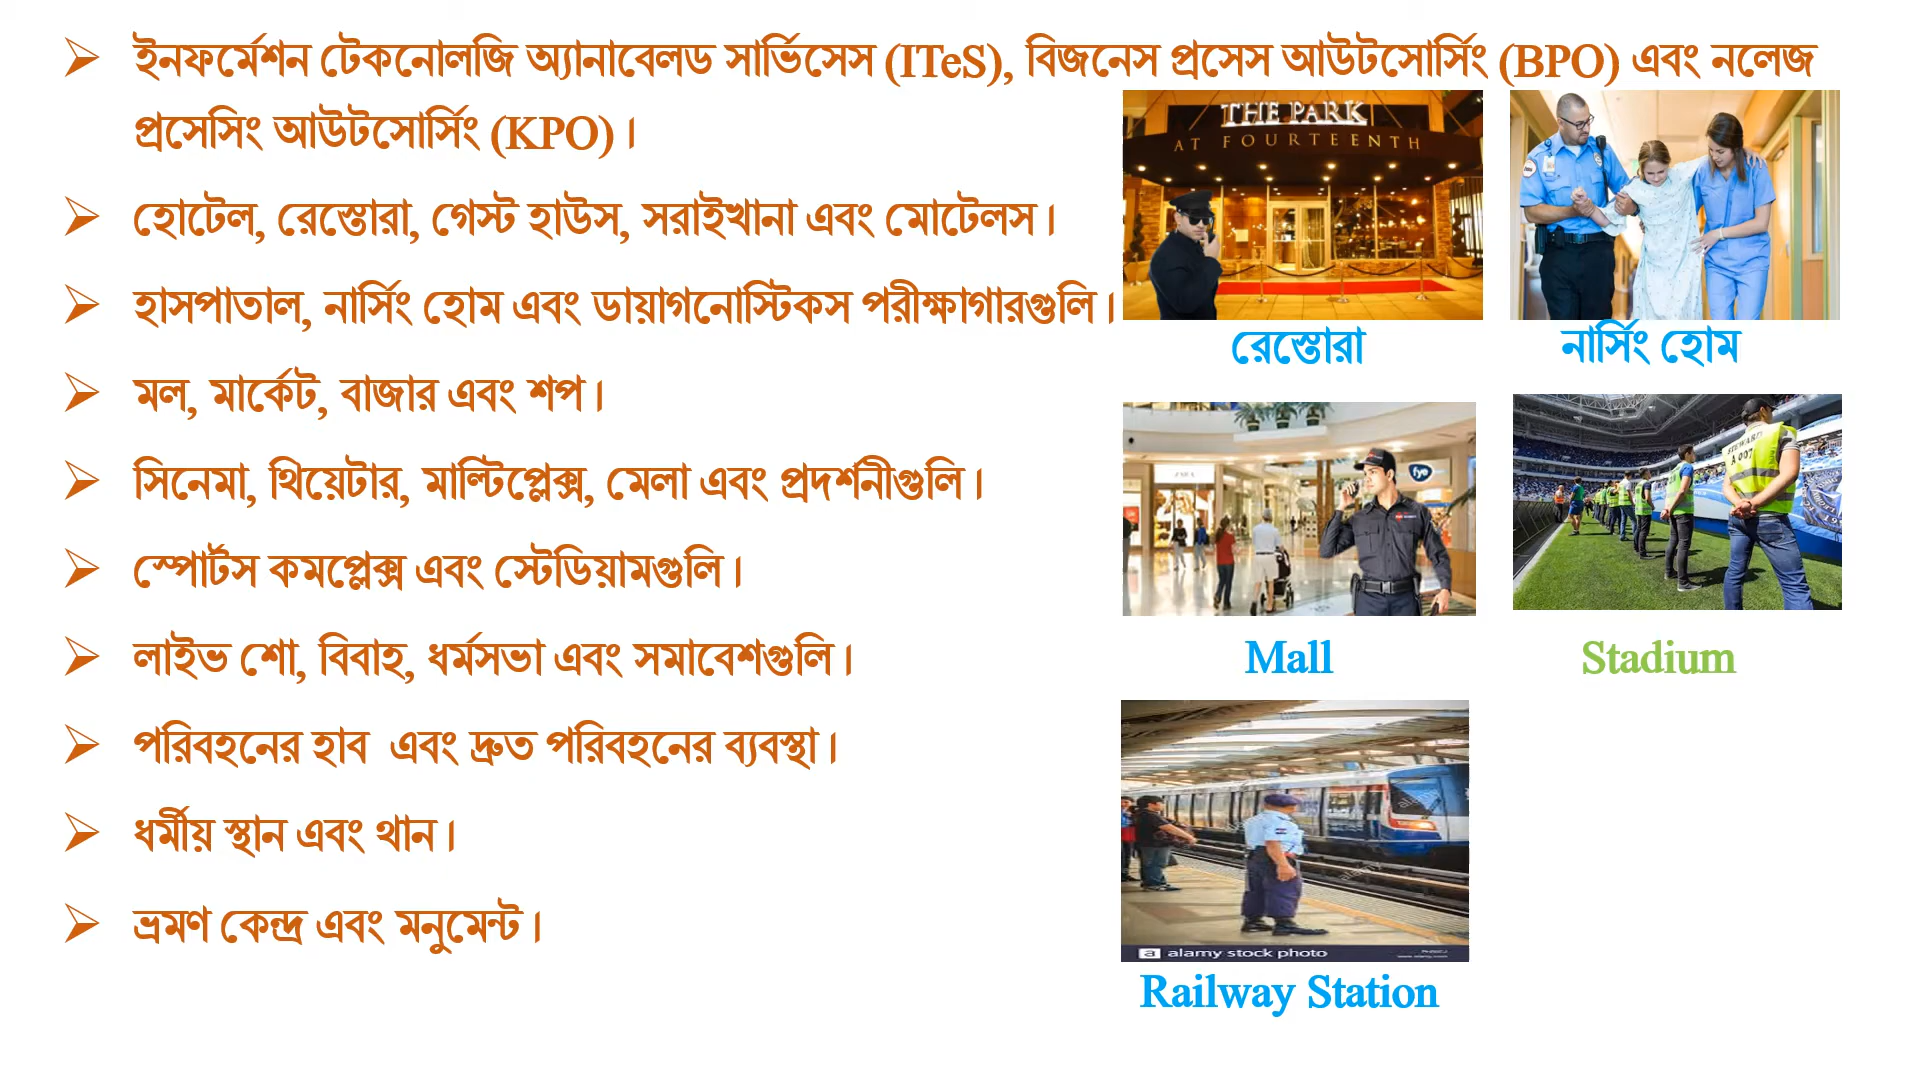 ইনফর্মেশন টেকনোলজি অ্যানাবেলড সার্ভিসেস (ITeS), বিজনেস প্রসেস আউটসোর্সিং (BPO) এবং নলেজ
প্রসেসিং আউটসোর্সিং (KPO)।
হোটেল, রেস্তোরা, গেস্ট হাউস, সরাইখানা এবং মোটেলস।
হাসপাতাল, নার্সিং হোম এবং ডায়াগনোস্টিকস পরীক্ষাগারগুলি।
মল, মার্কেট, বাজার এবং শপ।
সিনেমা, থিয়েটার, মাল্টিপ্লেক্স, মেলা এবং প্রদর্শনীগুলি।
স্পোর্টস কমপ্লেক্স এবং স্টেডিয়ামগুলি।
লাইভ শো, বিবাহ, ধর্মসভা এবং সমাবেশগুলি।
পরিবহনের হাব এবং দ্রুত পরিবহনের ব্যবস্থা।
ধর্মীয় স্থান এবং থান।
ভ্রমণ কেন্দ্র এবং মনুমেন্ট।
THE PARK
AT FOURTEENTH
রেস্তোরা
নার্সিং হোম
fye
STEWARD
A 007
Mall
Stadium
a alamy stock photo
Railway Station